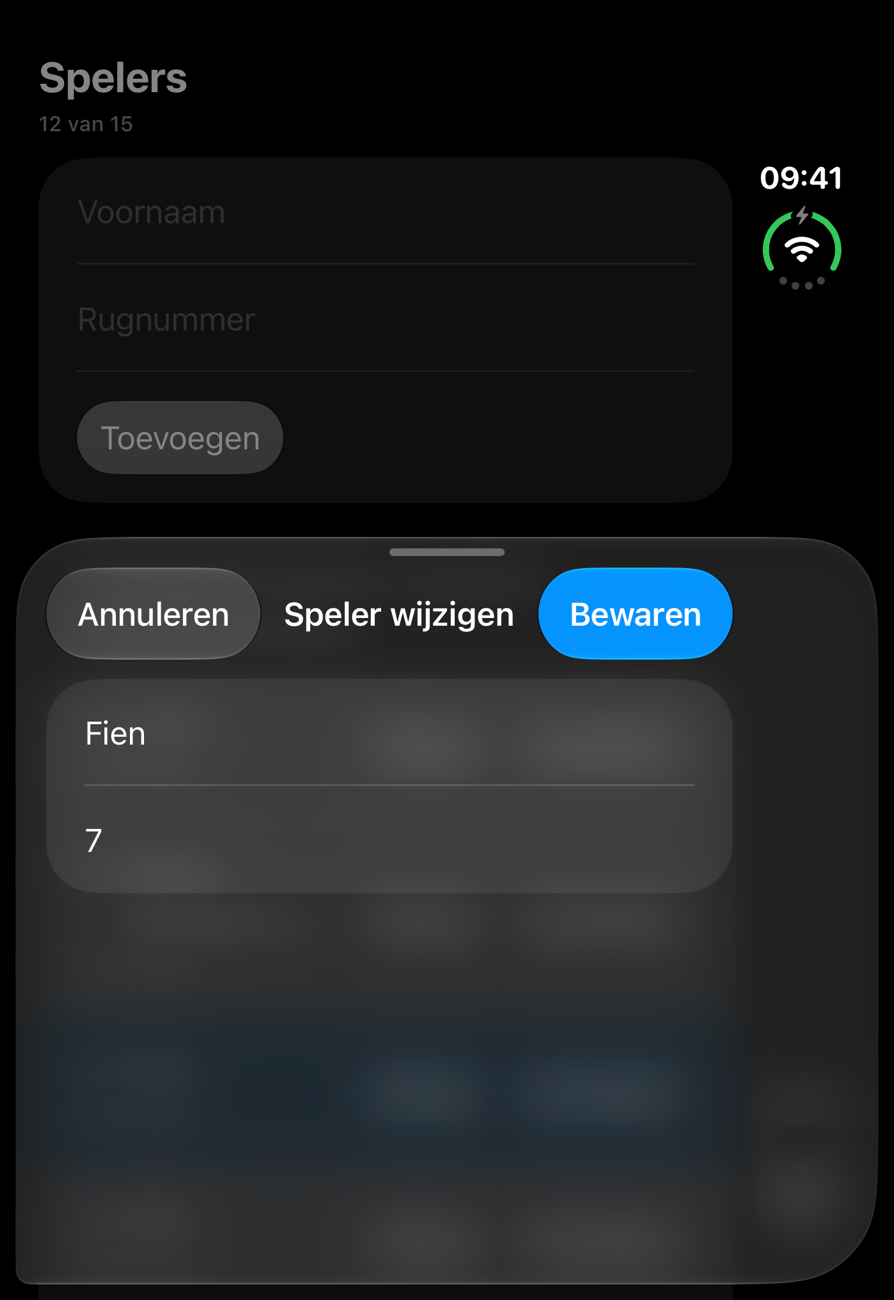 Spelers
12 van 15
09:41
Voornaam
Rugnummer
Toevoegen
Annuleren
Speler wijzigen
Bewaren
Fien
7